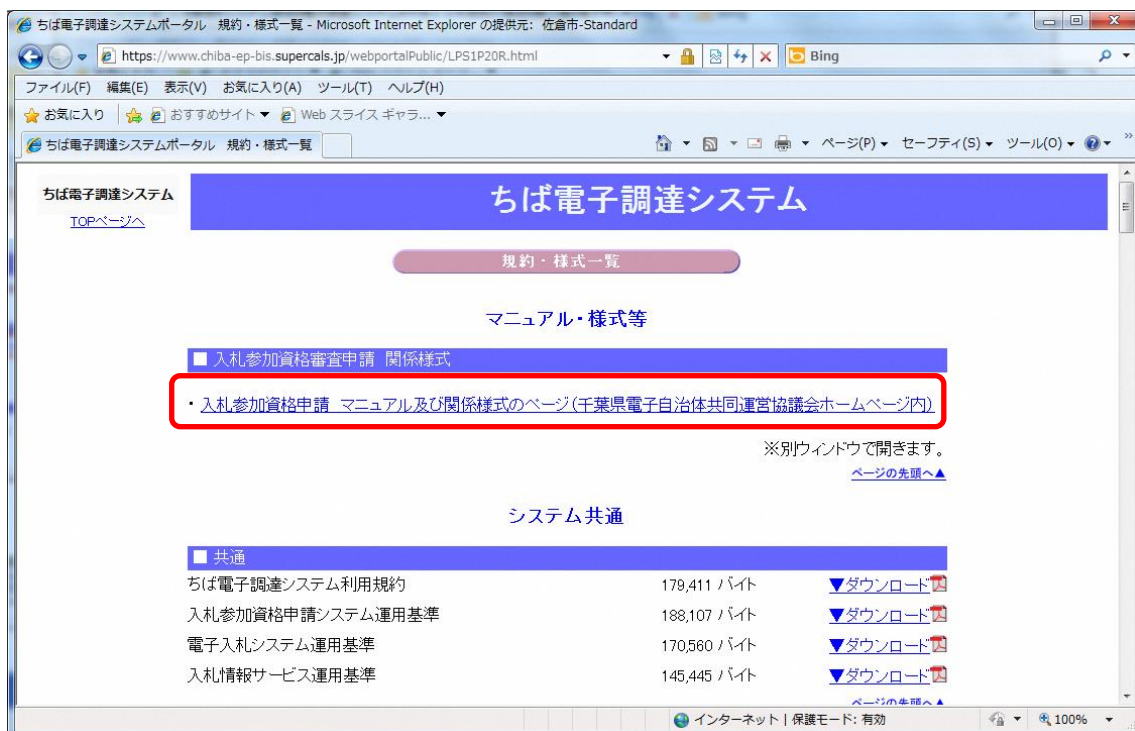 ちば電子調達システムポータル 規約・様式一覧 - Microsoft Internet Explorer の提供元: 佐倉市-Standard
https://www.chiba-ep-bis.supercals.jp/webportalPublic/LPS1P20R.html
Bing
ファイル(F) 編集(E) 表示(V) お気に入り(A) ツール(T) ヘルプ(H)
お気に入り おすすめサイト ▼ Web スライス ギャラ... ▼
ちば電子調達システムポータル 規約・様式一覧
ページ(P) ▼ セーフティ(S) ▼ ツール(O) ▼
ちば電子調達システム
TOPページへ
ちば電子調達システム
規約・様式一覧
マニュアル・様式等
■ 入札参加資格審査申請 関係様式
・入札参加資格申請 マニュアル及び関係様式のページ(千葉県電子自治体共同運営協議会ホームページ内)
※別ウィンドウで開きます。
ページの先頭へ▲
システム共通
■ 共通
ちば電子調達システム利用規約 179,411 バイト ▼ダウンロード
入札参加資格申請システム運用基準 188,107 バイト ▼ダウンロード
電子入札システム運用基準 170,560 バイト ▼ダウンロード
入札情報サービス運用基準 145,445 バイト ▼ダウンロード
ページの先頭へ▲
インターネット | 保護モード: 有効 100%